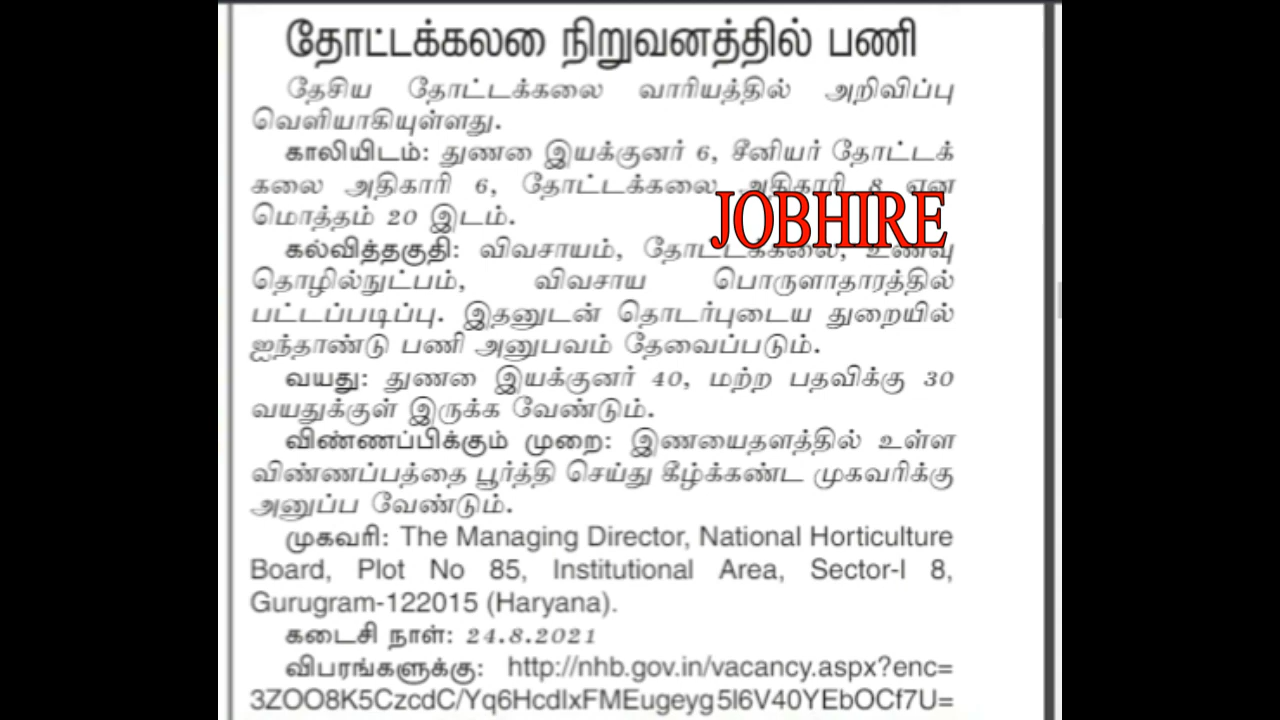 தோட்டக்கலை நிறுவனத்தில் பணி
தேசிய தோட்டக்கலை வாரியத்தில் அறிவிப்பு
வெளியாகியுள்ளது.
காலியிடம்: துணை இயக்குனர் 6, சீனியர் தோட்டக்
கலை அதிகாரி 6, தோட்டக்கலை அதிகாரி 8 என
மொத்தம் 20 இடம்.
JOBHIRE
கல்வித்தகுதி: விவசாயம், தோட்டக்கலை, உணவு
தொழில்நுட்பம், விவசாய பொருளாதாரத்தில்
பட்டப்படிப்பு. இதனுடன் தொடர்புடைய துறையில்
ஐந்தாண்டு பணி அனுபவம் தேவைப்படும்.
வயது: துணை இயக்குனர் 40, மற்ற பதவிக்கு 30
வயதுக்குள் இருக்க வேண்டும்.
விண்ணப்பிக்கும் முறை: இணையதளத்தில் உள்ள
விண்ணப்பத்தை பூர்த்தி செய்து கீழ்க்கண்ட முகவரிக்கு
அனுப்ப வேண்டும்.
முகவரி: The Managing Director, National Horticulture
Board, Plot No 85, Institutional Area, Sector-l 8,
Gurugram-122015 (Haryana).
கடைசி நாள்: 24.8.2021
விபரங்களுக்கு: http://nhb.gov.in/vacancy.aspx?enc=
3ZOO8K5CzcdC/Yq6HcdlxFMEugeyg5l6V40YEbOCf7U=